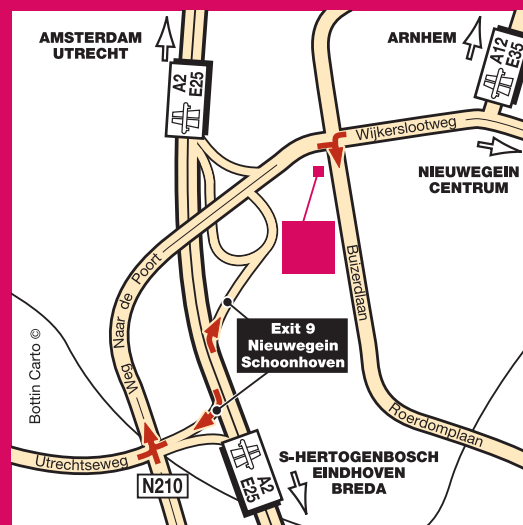 AMSTERDAM
UTRECHT
ARNHEM
A12
E35
A2
E25
Wijkerslootweg
NIEUWEGEIN
CENTRUM
Weg Naar de Poort
Buizerdlaan
Exit 9
Nieuwegein
Schoonhoven
Bottin Carto ©
Roerdomplaan
Utrechtseweg
N210
A2
E25
S-HERTOGENBOSCH
EINDHOVEN
BREDA